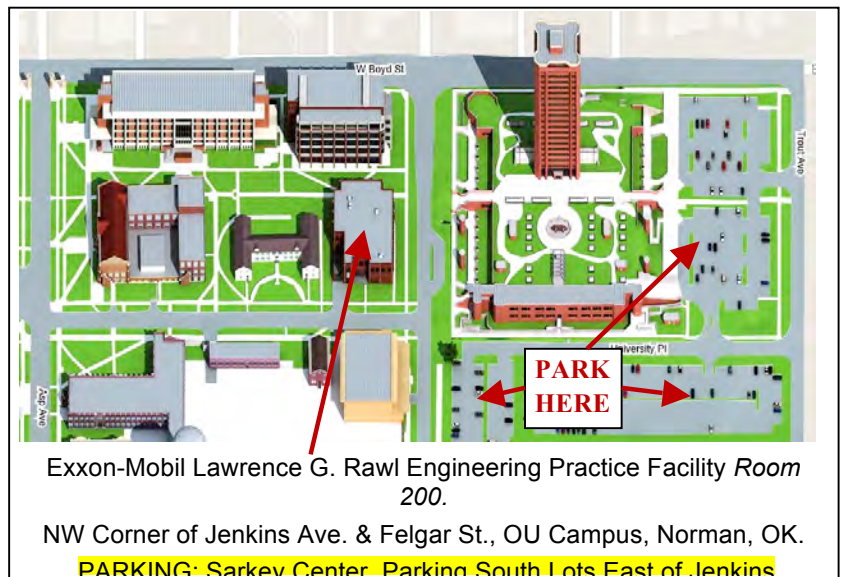 W Boyd St
Trout Ave
University Pl
Asp Ave
PARK
HERE
Exxon-Mobil Lawrence G. Rawl Engineering Practice Facility Room
200.
NW Corner of Jenkins Ave. & Felgar St., OU Campus, Norman, OK.
PARKING: Sarkey Center, Parking South Lots East of Jenkins